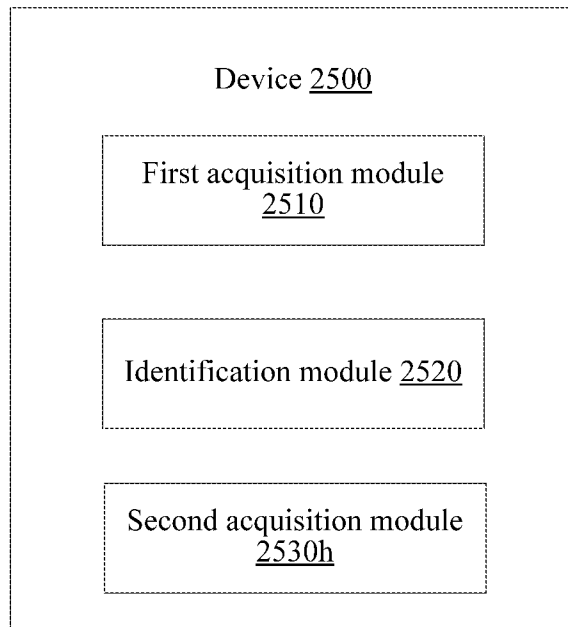 Device 2500
First acquisition module
2510
Identification module 2520
Second acquisition module
2530h